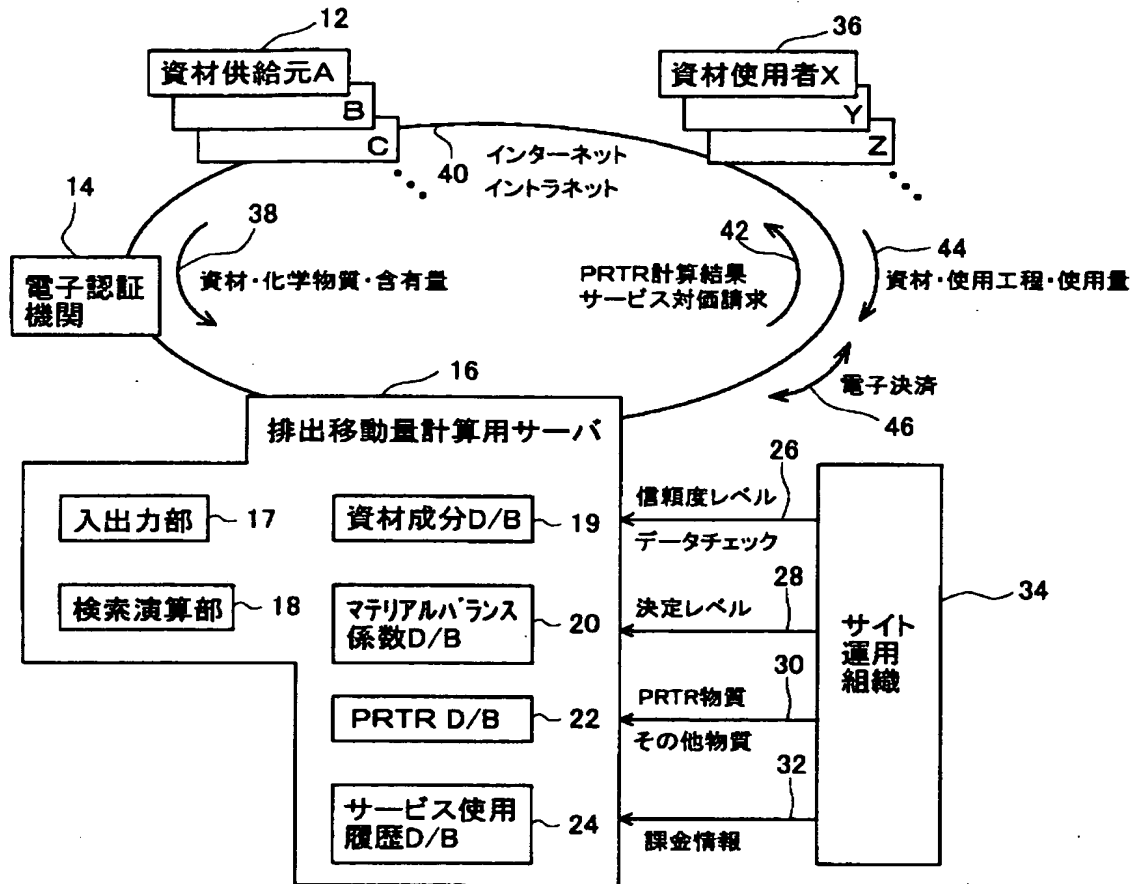 12
資材供給元A
B
C
36
資材使用者X
Y
Z
40
インターネット
イントラネット
14
電子認証
機関
38
資材・化学物質・含有量
42
PRTR計算結果
サービス対価請求
44
資材・使用工程・使用量
電子決済
46
16
排出移動量計算用サーバ
入出力部
17
検索演算部
18
資材成分D/B
19
マテリアルバランス
係数D/B
20
PRTR D/B
22
サービス使用
履歴D/B
24
26
信頼度レベル
データチェック
28
決定レベル
30
PRTR物質
その他物質
32
課金情報
サイト
運用
組織
34